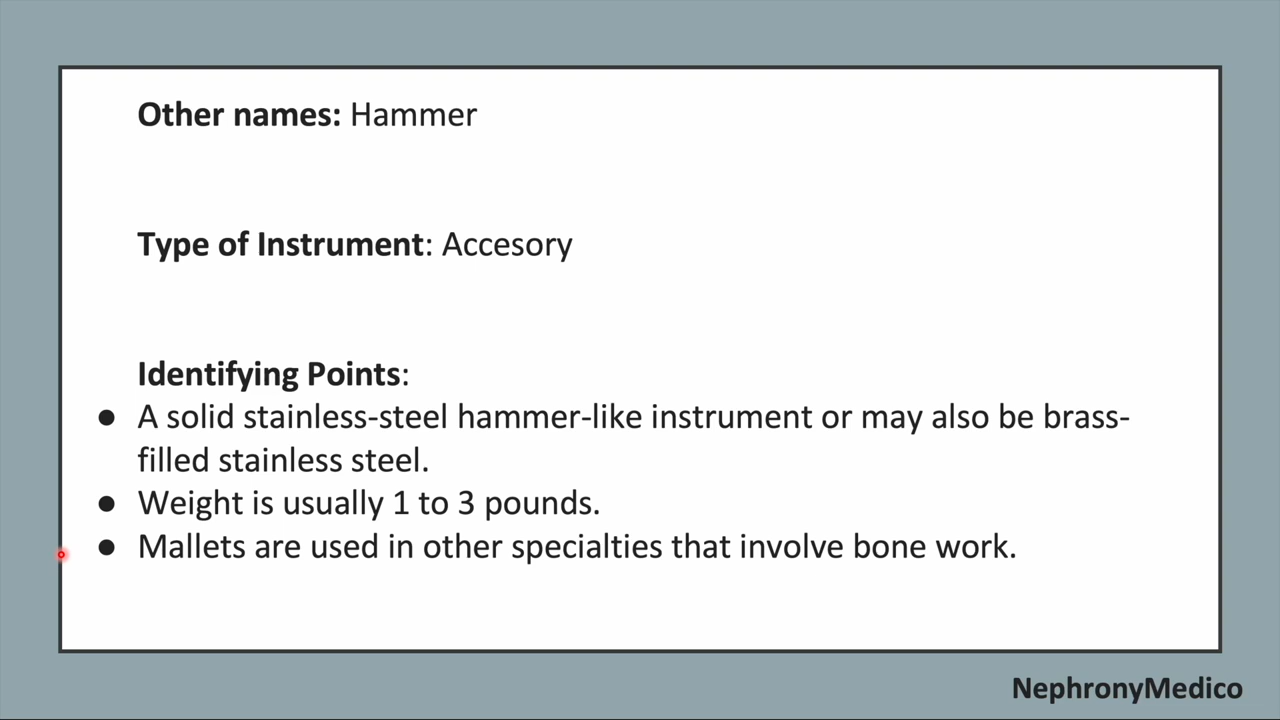 Other names: Hammer
Type of Instrument: Accesory
Identifying Points:
● A solid stainless-steel hammer-like instrument or may also be brass-
filled stainless steel.
● Weight is usually 1 to 3 pounds.
● Mallets are used in other specialties that involve bone work.
NephronyMedico